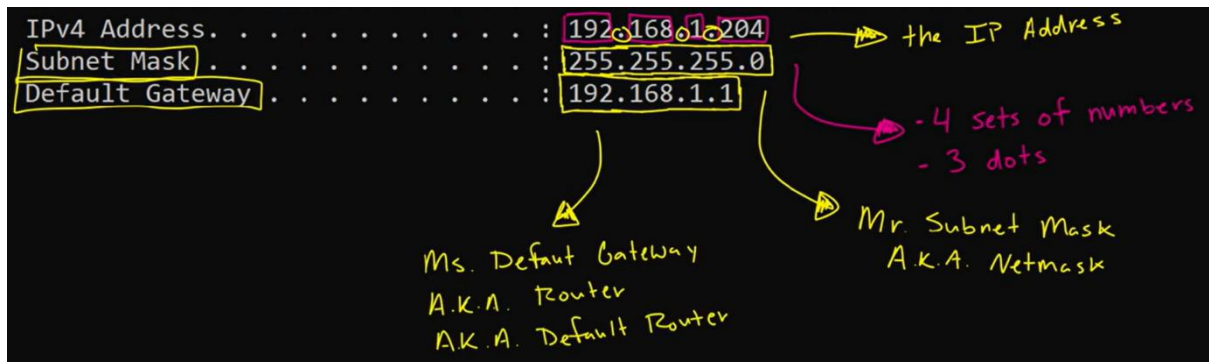 IPv4 Address. . . . . . . . . . . : 192.168.1.204
the IP Address
Subnet Mask . . . . . . . . . . . : 255.255.255.0
Default Gateway . . . . . . . . . : 192.168.1.1
- 4 sets of numbers
- 3 dots
Mr. Subnet Mask
A.K.A. Netmask
Ms. Defaut Gateway
A.K.A. Router
A.K.A. Default Router